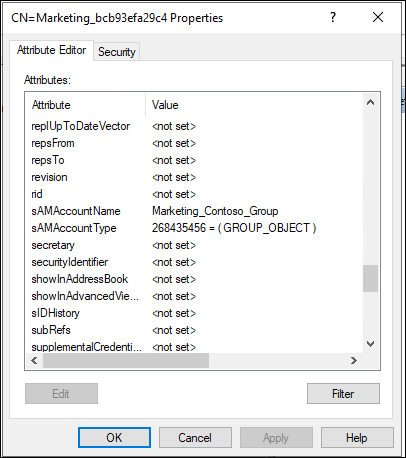 CN=Marketing_bcb93efa29c4 Properties
Attribute Editor Security
Attributes:
Attribute Value
replUpToDateVector <not set>
repsFrom <not set>
repsTo <not set>
revision <not set>
rid <not set>
sAMAccountName Marketing_Contoso_Group
sAMAccountType 268435456 = ( GROUP_OBJECT )
secretary <not set>
securityIdentifier <not set>
showInAddressBook <not set>
showInAdvancedVie... <not set>
sIDHistory <not set>
subRefs <not set>
supplementalCredenti... <not set>
Edit Filter
OK Cancel Apply Help